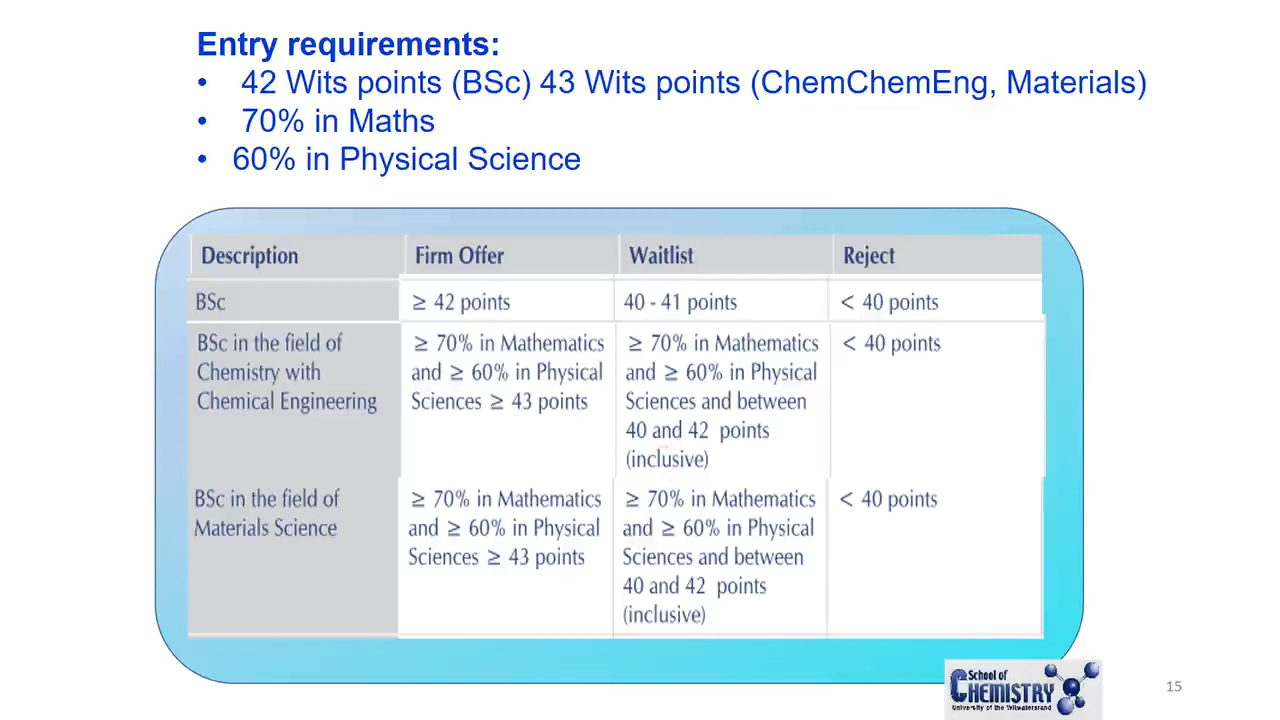 Entry requirements:
• 42 Wits points (BSc) 43 Wits points (ChemChemEng, Materials)
• 70% in Maths
• 60% in Physical Science
Description Firm Offer Waitlist Reject
BSc ≥ 42 points 40 - 41 points < 40 points
BSc in the field of ≥ 70% in Mathematics ≥ 70% in Mathematics < 40 points
Chemistry with and ≥ 60% in Physical and ≥ 60% in Physical
Chemical Engineering Sciences ≥ 43 points Sciences and between
40 and 42 points
(inclusive)
BSc in the field of ≥ 70% in Mathematics ≥ 70% in Mathematics < 40 points
Materials Science and ≥ 60% in Physical and ≥ 60% in Physical
Sciences ≥ 43 points Sciences and between
40 and 42 points
(inclusive)
School of
CHEMISTRY
University of the Witwatersrand
15